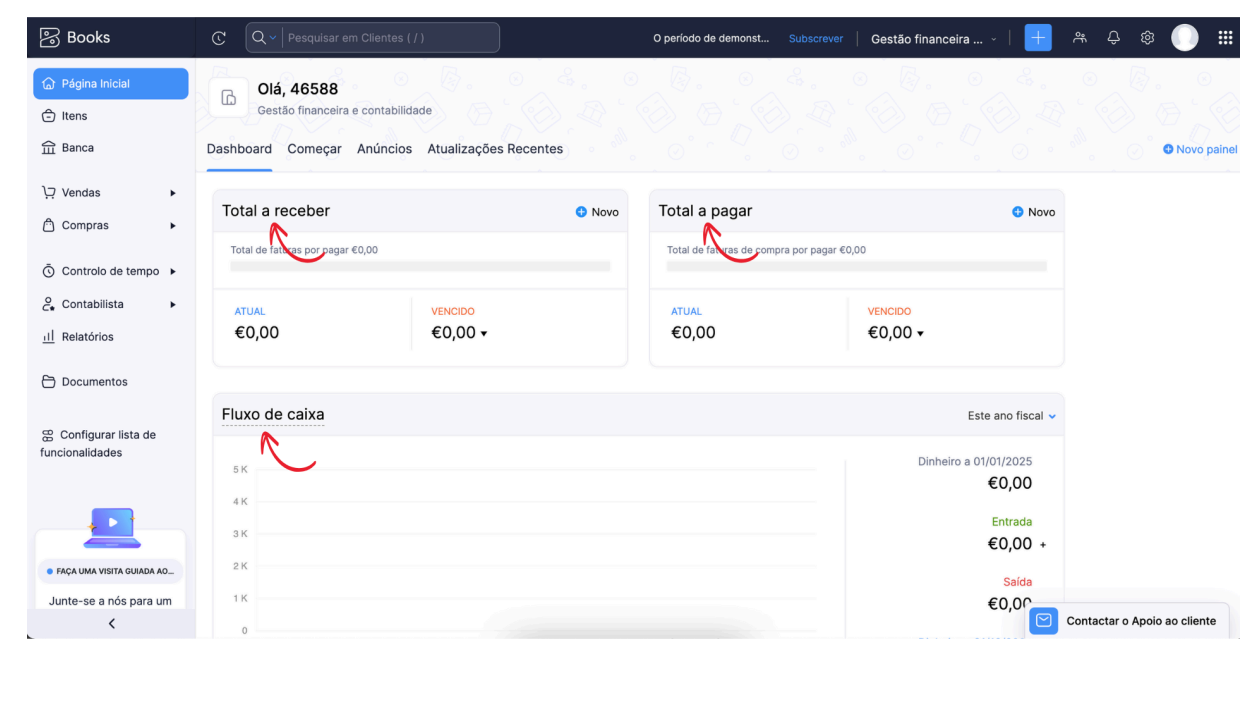 Books
Pesquisar em Clientes ( / )
O período de demonst...
Subscrever
Gestão financeira ...
Página Inicial
Itens
Banca
Vendas
Compras
Controlo de tempo
Contabilista
Relatórios
Documentos
Configurar lista de
funcionalidades
FAÇA UMA VISITA GUIADA AO...
Junte-se a nós para um
Olá, 46588
Gestão financeira e contabilidade
Dashboard Começar Anúncios Atualizações Recentes
Novo painel
Total a receber
Novo
Total de faturas por pagar €0,00
ATUAL
€0,00
VENCIDO
€0,00
Total a pagar
Novo
Total de faturas de compra por pagar €0,00
ATUAL
€0,00
VENCIDO
€0,00
Fluxo de caixa
Este ano fiscal
5 K
4 K
3 K
2 K
1 K
0
Dinheiro a 01/01/2025
€0,00
Entrada
€0,00 +
Saída
€0,00
Contactar o Apoio ao cliente